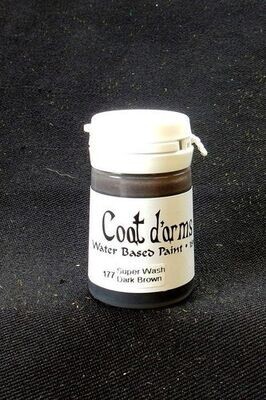 Coat d'arms
Water Based Paint •
177 Super Wash
Dark Brown